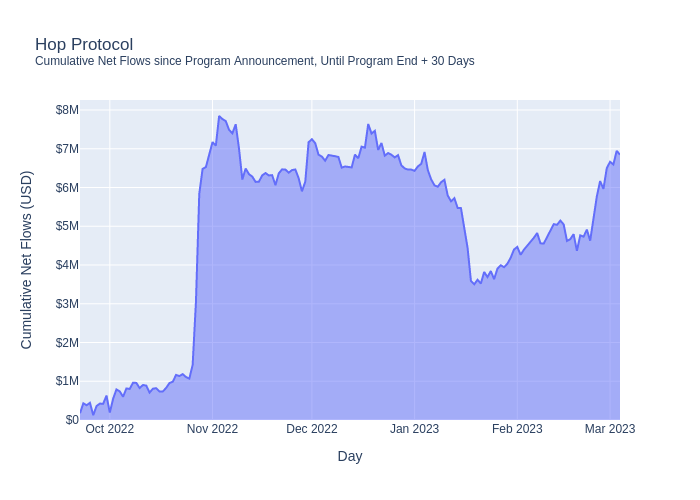 Hop Protocol
Cumulative Net Flows since Program Announcement, Until Program End + 30 Days
$8M
$7M
$6M
$5M
$4M
$3M
$2M
$1M
$0
Cumulative Net Flows (USD)
Oct 2022 Nov 2022 Dec 2022 Jan 2023 Feb 2023 Mar 2023
Day